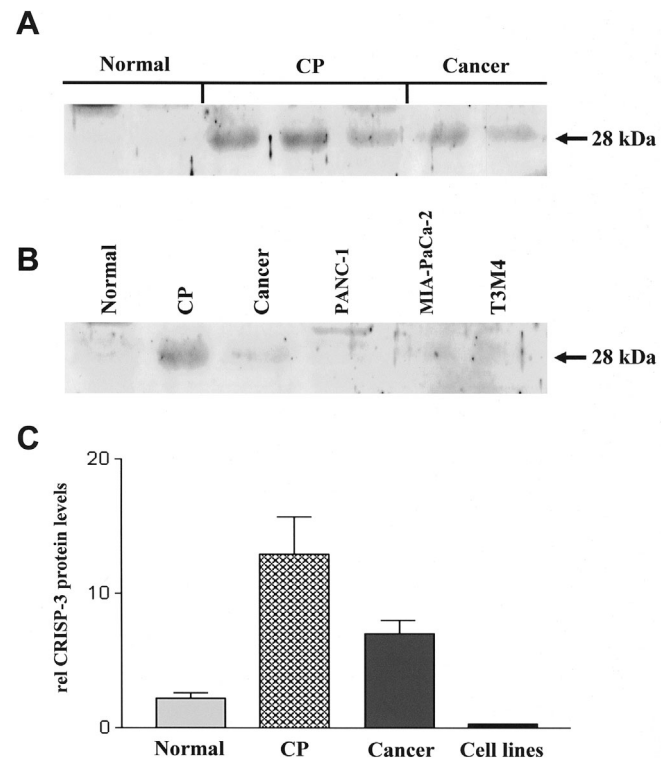 A
Normal CP Cancer
28 kDa
B
Normal CP Cancer PANC-1 MIA-PaCa-2 T3M4
28 kDa
C
rel CRISP-3 protein levels
20
10
0
Normal CP Cancer Cell lines